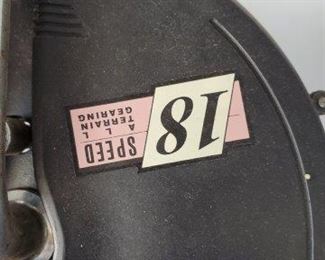 18
SPEED
ALL
TERRAIN
GEARING